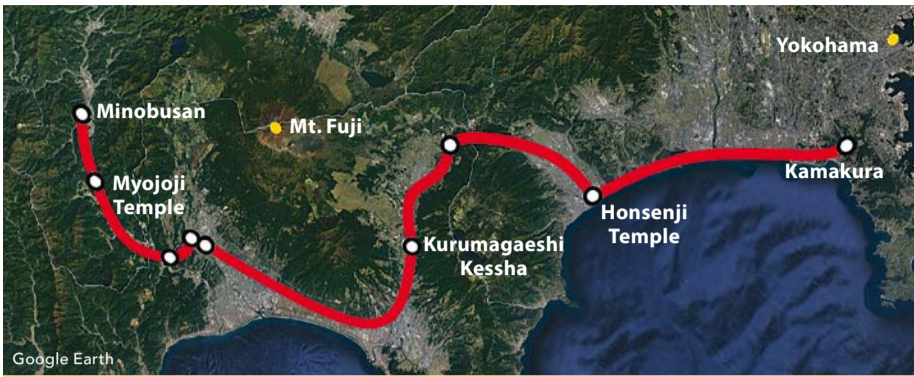 Yokohama
Minobusan
Mt. Fuji
Myojoji
Temple
Kamakura
Honsenji
Temple
Kurumagaeshi
Kessha
Google Earth